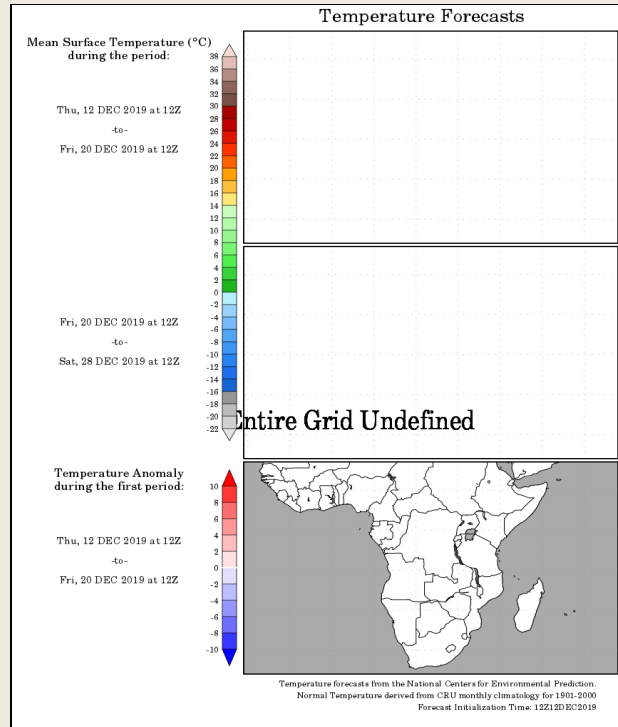 Temperature Forecasts
Mean Surface Temperature (°C)
during the period:
Thu, 12 DEC 2019 at 12Z
-to-
Fri, 20 DEC 2019 at 12Z
38
36
34
32
30
28
26
24
22
20
18
16
14
12
10
8
6
4
2
0
-2
-4
-6
-8
-10
-12
-14
-16
-18
-20
-22
Fri, 20 DEC 2019 at 12Z
-to-
Sat, 28 DEC 2019 at 12Z
Entire Grid Undefined
Temperature Anomaly
during the first period:
Thu, 12 DEC 2019 at 12Z
-to-
Fri, 20 DEC 2019 at 12Z
10
8
6
4
2
0
-2
-4
-6
-8
-10
Temperature forecasts from the National Centers for Environmental Prediction.
Normal Temperature derived from CRU monthly climatology for 1901-2000
Forecast Initialization Time: 12Z12DEC2019